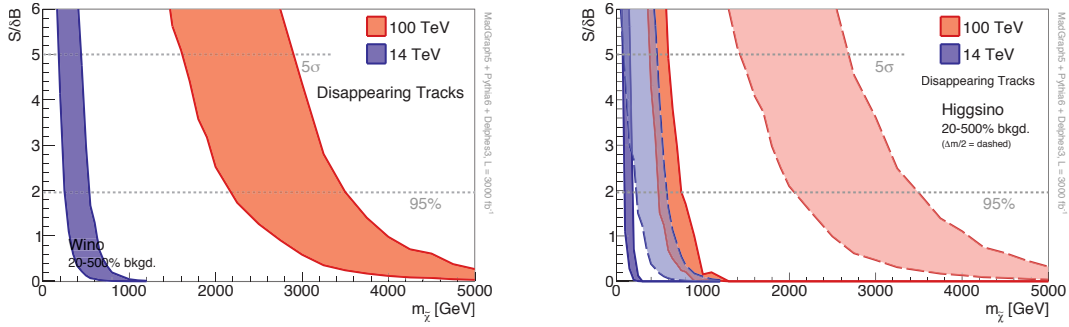 S/δB
6
5
4
3
2
1
0
0
1000
2000
3000
4000
5000
m_χ̃ [GeV]
100 TeV
14 TeV
5σ
Disappearing Tracks
95%
Wino
20-500% bkgd.
MadGraph5 + Pythia6 + Delphes3, L = 3000 fb⁻¹
S/δB
6
5
4
3
2
1
0
0
1000
2000
3000
4000
5000
m_χ̃ [GeV]
100 TeV
14 TeV
5σ
Disappearing Tracks
Higgsino
20-500% bkgd.
(Δm/2 = dashed)
95%
MadGraph5 + Pythia6 + Delphes3, L = 3000 fb⁻¹